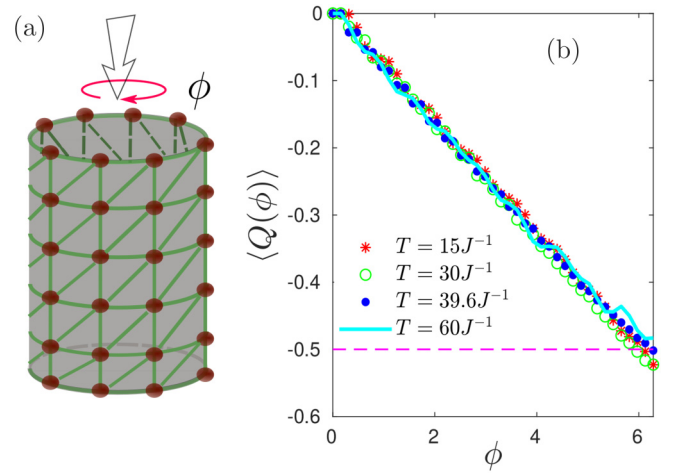 (a)
ϕ
(b)
0
-0.1
-0.2
-0.3
-0.4
-0.5
-0.6
⟨Q(ϕ)⟩
T = 15J⁻¹
T = 30J⁻¹
T = 39.6J⁻¹
T = 60J⁻¹
0 2 4 6
ϕ